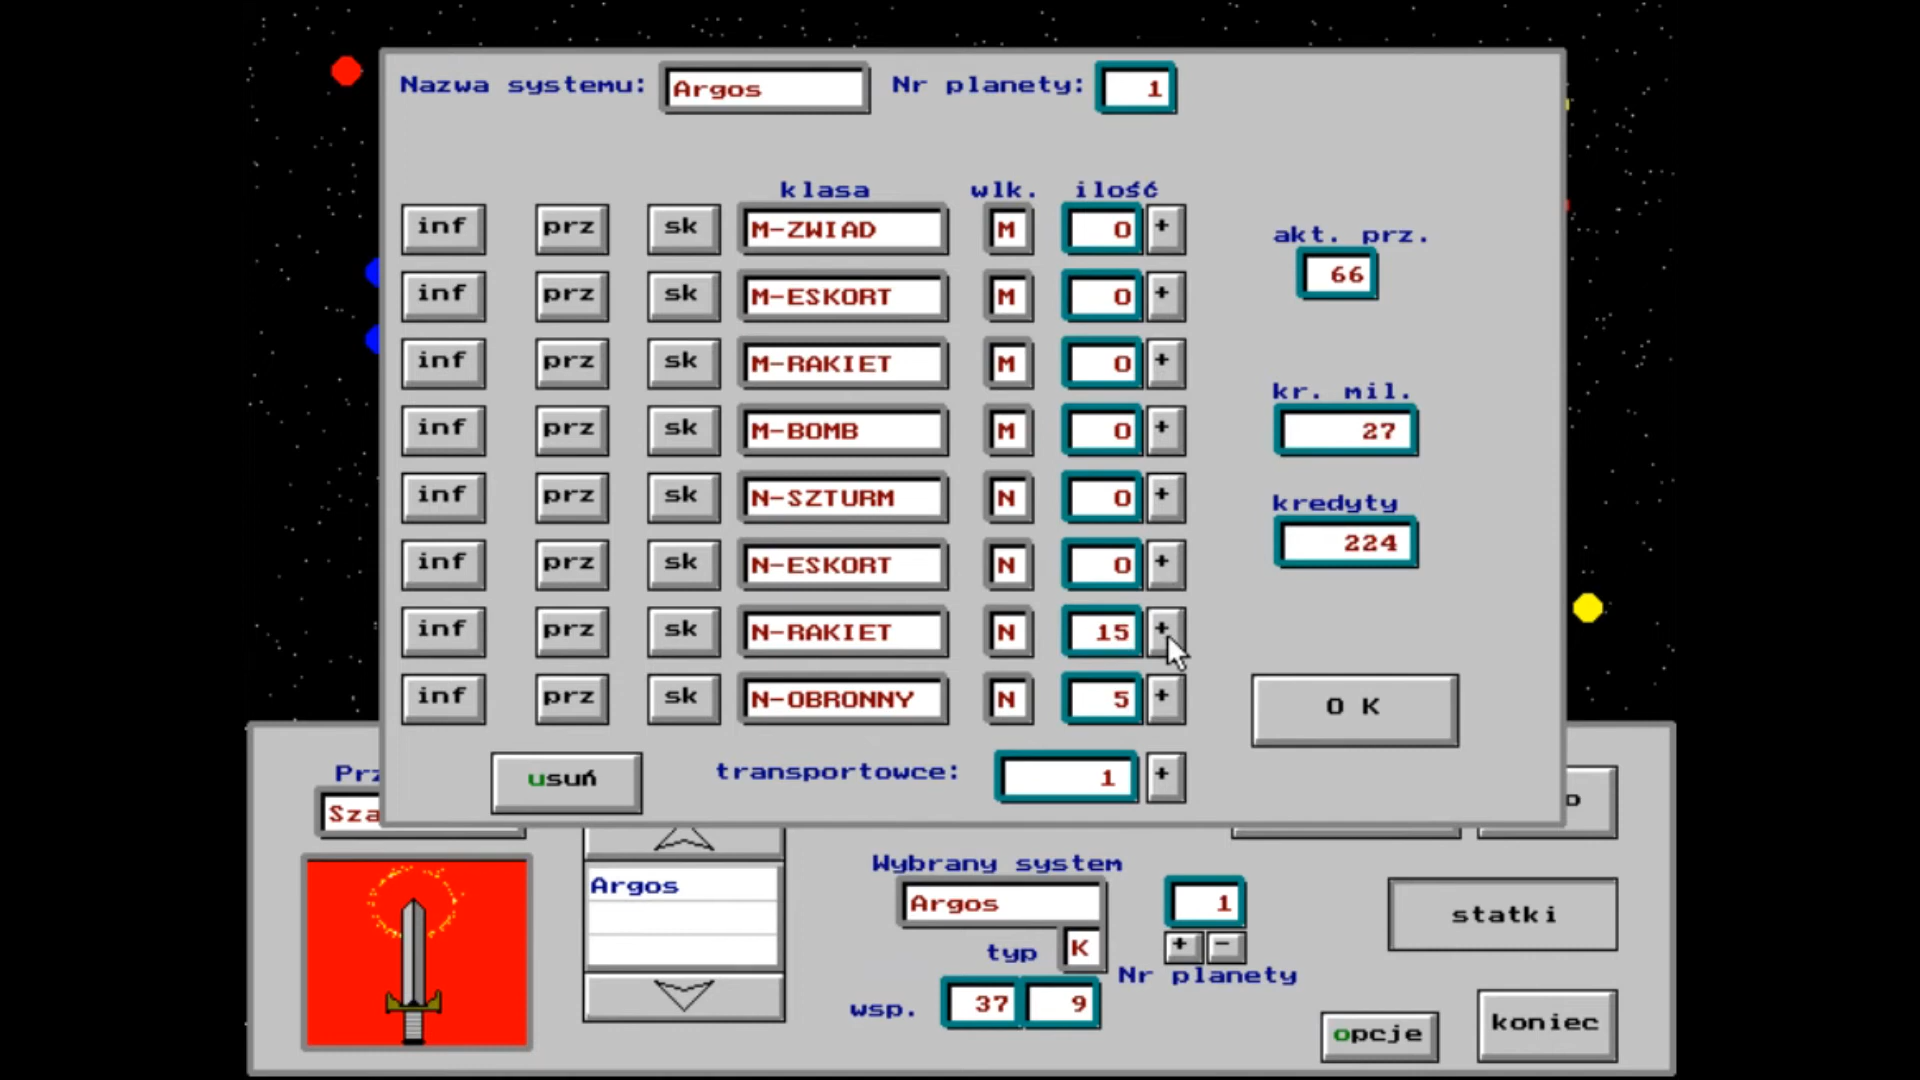 Nazwa systemu: Argos Nr planety: 1
klasa wlk. ilość
inf prz sk M-ZWIAD M 0 +
akt. prz.
66
inf prz sk M-ESKORT M 0 +
inf prz sk M-RAKIET M 0 +
kr. mil.
27
inf prz sk M-BOMB M 0 +
inf prz sk N-SZTURM N 0 +
kredyty
224
inf prz sk N-ESKORT N 0 +
inf prz sk N-RAKIET N 15 +
inf prz sk N-OBRONNY N 5 +
O K
usuń transportowce: 1 +
Argos
Wybrany system
Argos 1
typ K + -
Nr planety
wsp. 37 9
statki
opcje koniec